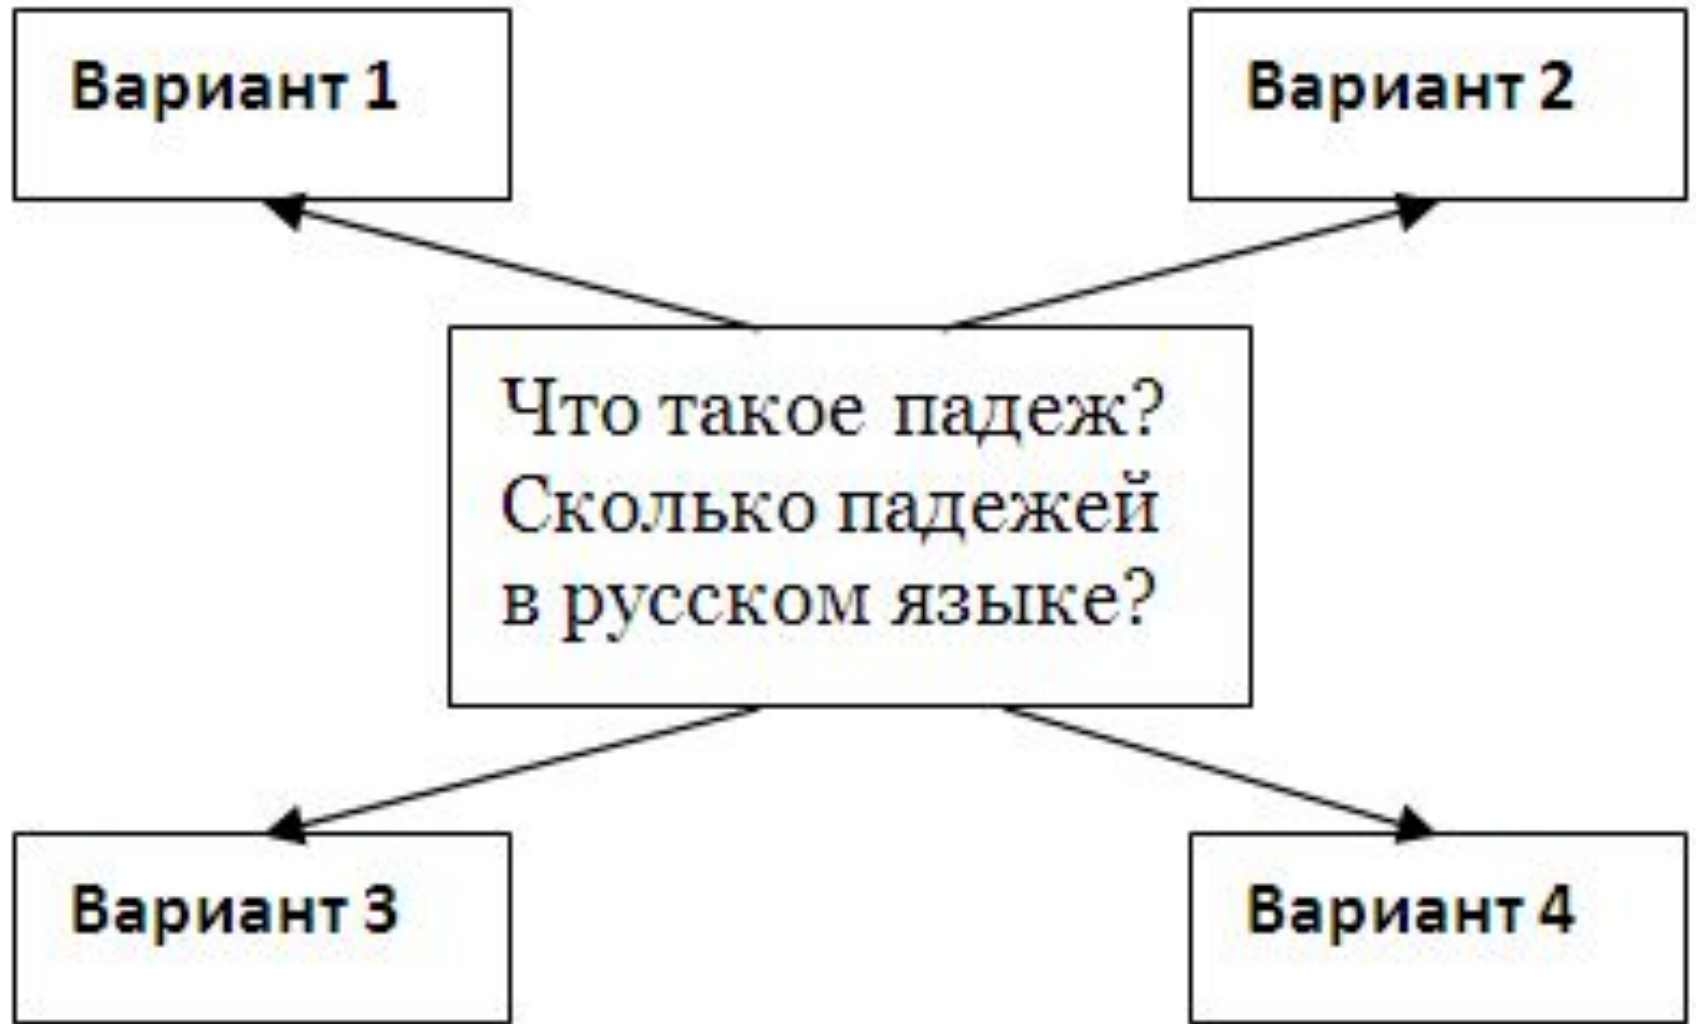 Вариант 1
Вариант 2
Что такое падеж?
Сколько падежей
в русском языке?
Вариант 3
Вариант 4